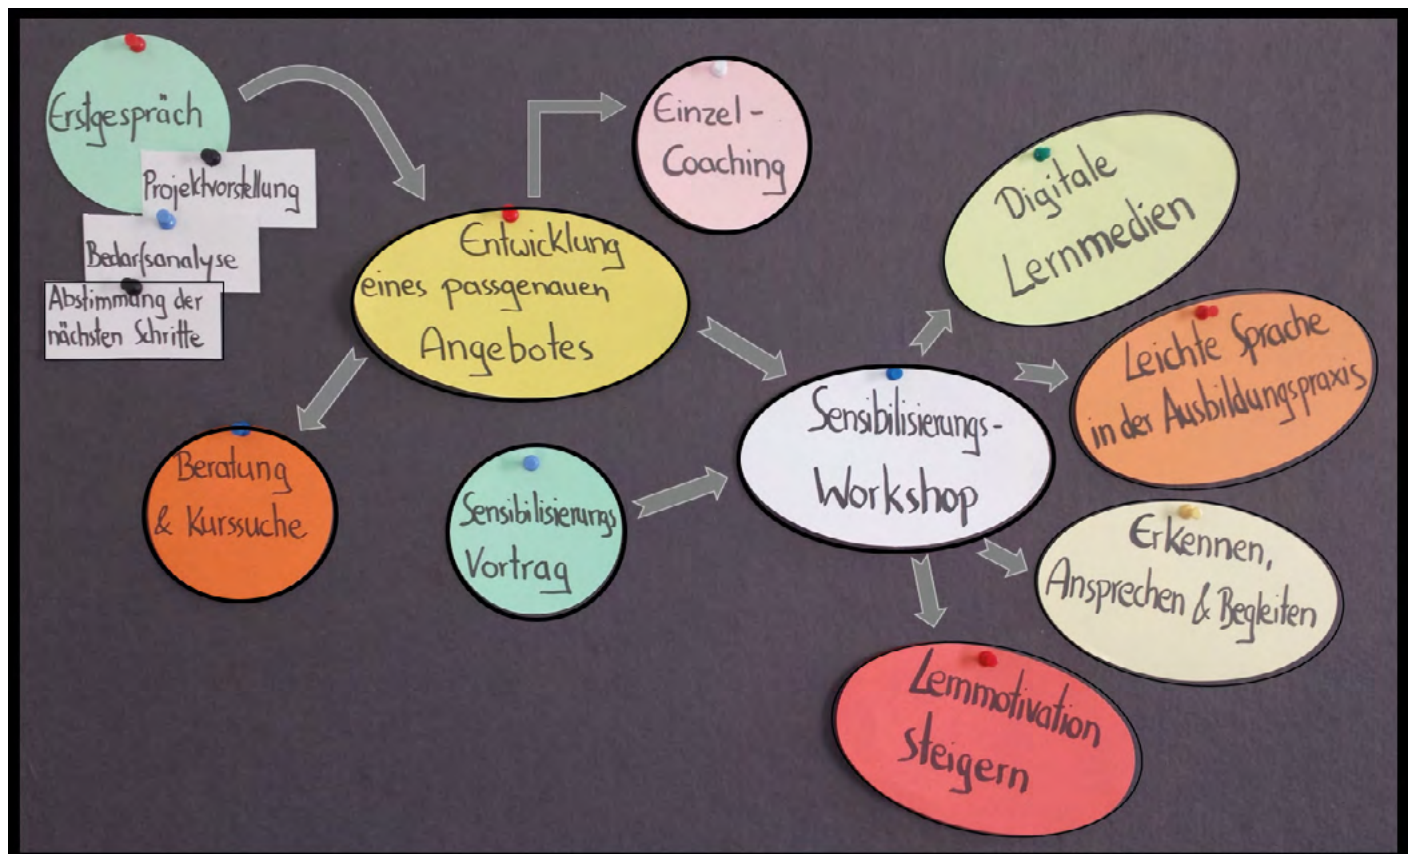 Erstgespräch
Projektvorstellung
Bedarfsanalyse
Abstimmung der
nächsten Schritte
Entwicklung
eines passgenauen
Angebotes
Einzel-
Coaching
Beratung
& Kurssuche
Sensibilisierungs
Vortrag
Sensibilisierungs-
Workshop
Digitale
Lernmedien
Leichte Sprache
in der Ausbildungspraxis
Erkennen,
Ansprechen & Begleiten
Lernmotivation
steigern